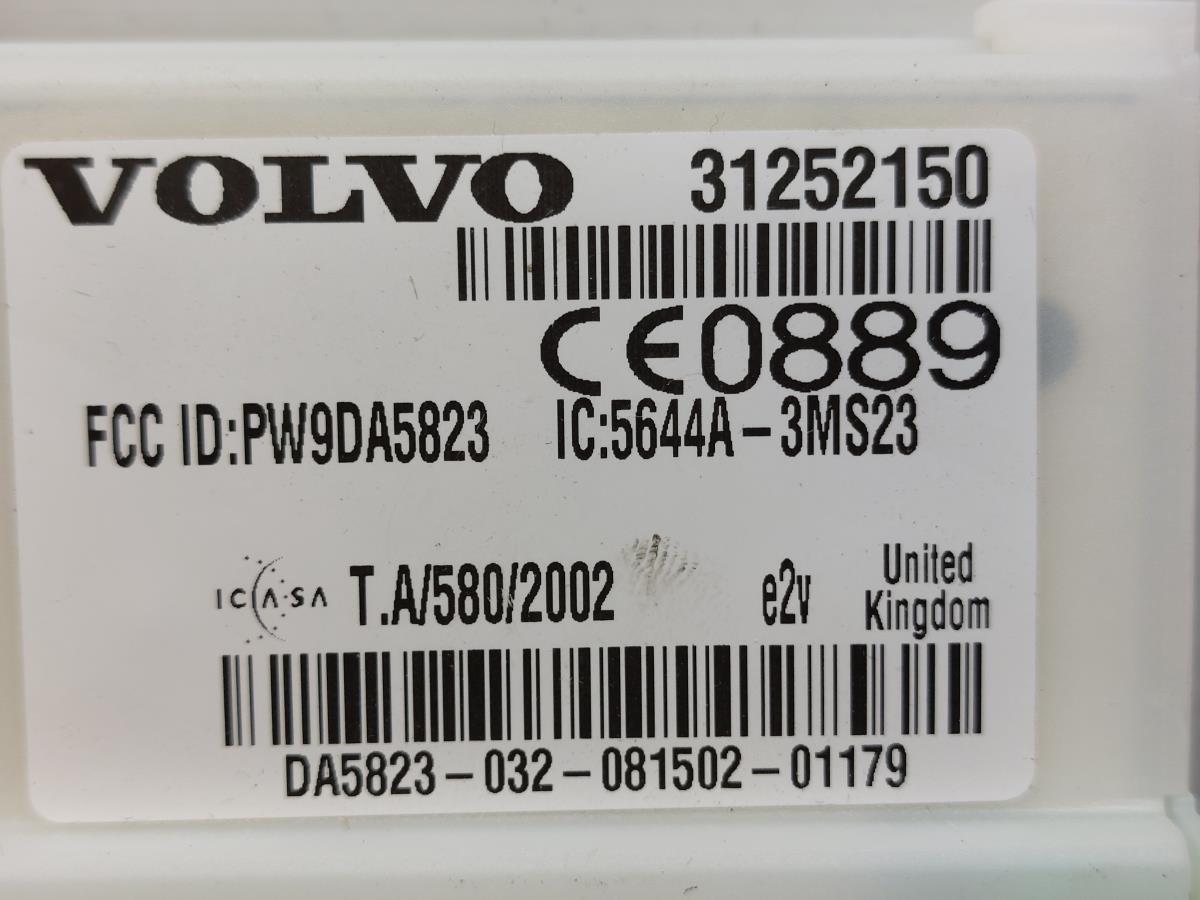 VOLVO 31252150
CE0889
FCC ID:PW9DA5823 IC:5644A-3MS23
ICASA T.A/580/2002 e2v United
Kingdom
DA5823-032-081502-01179